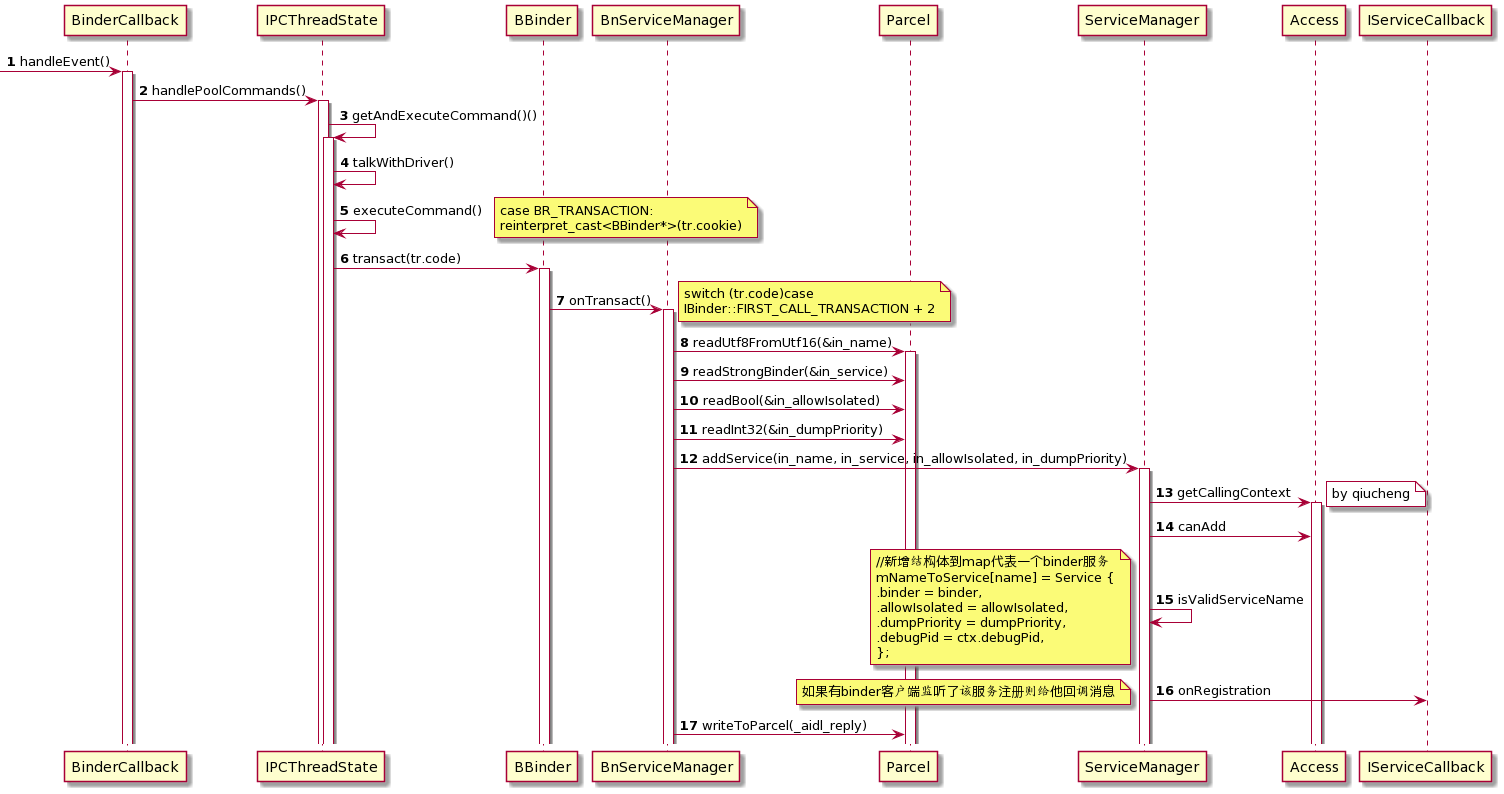 BinderCallback
IPCThreadState
BBinder
BnServiceManager
Parcel
ServiceManager
Access
IServiceCallback
1 handleEvent()
2 handlePoolCommands()
3 getAndExecuteCommand()()
4 talkWithDriver()
5 executeCommand()
case BR_TRANSACTION:
reinterpret_cast<BBinder*>(tr.cookie)
6 transact(tr.code)
7 onTransact()
switch (tr.code)case
IBinder::FIRST_CALL_TRANSACTION + 2
8 readUtf8FromUtf16(&in_name)
9 readStrongBinder(&in_service)
10 readBool(&in_allowIsolated)
11 readInt32(&in_dumpPriority)
12 addService(in_name, in_service, in_allowIsolated, in_dumpPriority)
13 getCallingContext
by qiucheng
14 canAdd
//新增结构体到map代表一个binder服务
mNameToService[name] = Service {
.binder = binder,
.allowIsolated = allowIsolated,
.dumpPriority = dumpPriority,
.debugPid = ctx.debugPid,
};
15 isValidServiceName
如果有binder客户端监听了该服务注册则给他回调消息
16 onRegistration
17 writeToParcel(_aidl_reply)
BinderCallback
IPCThreadState
BBinder
BnServiceManager
Parcel
ServiceManager
Access
IServiceCallback